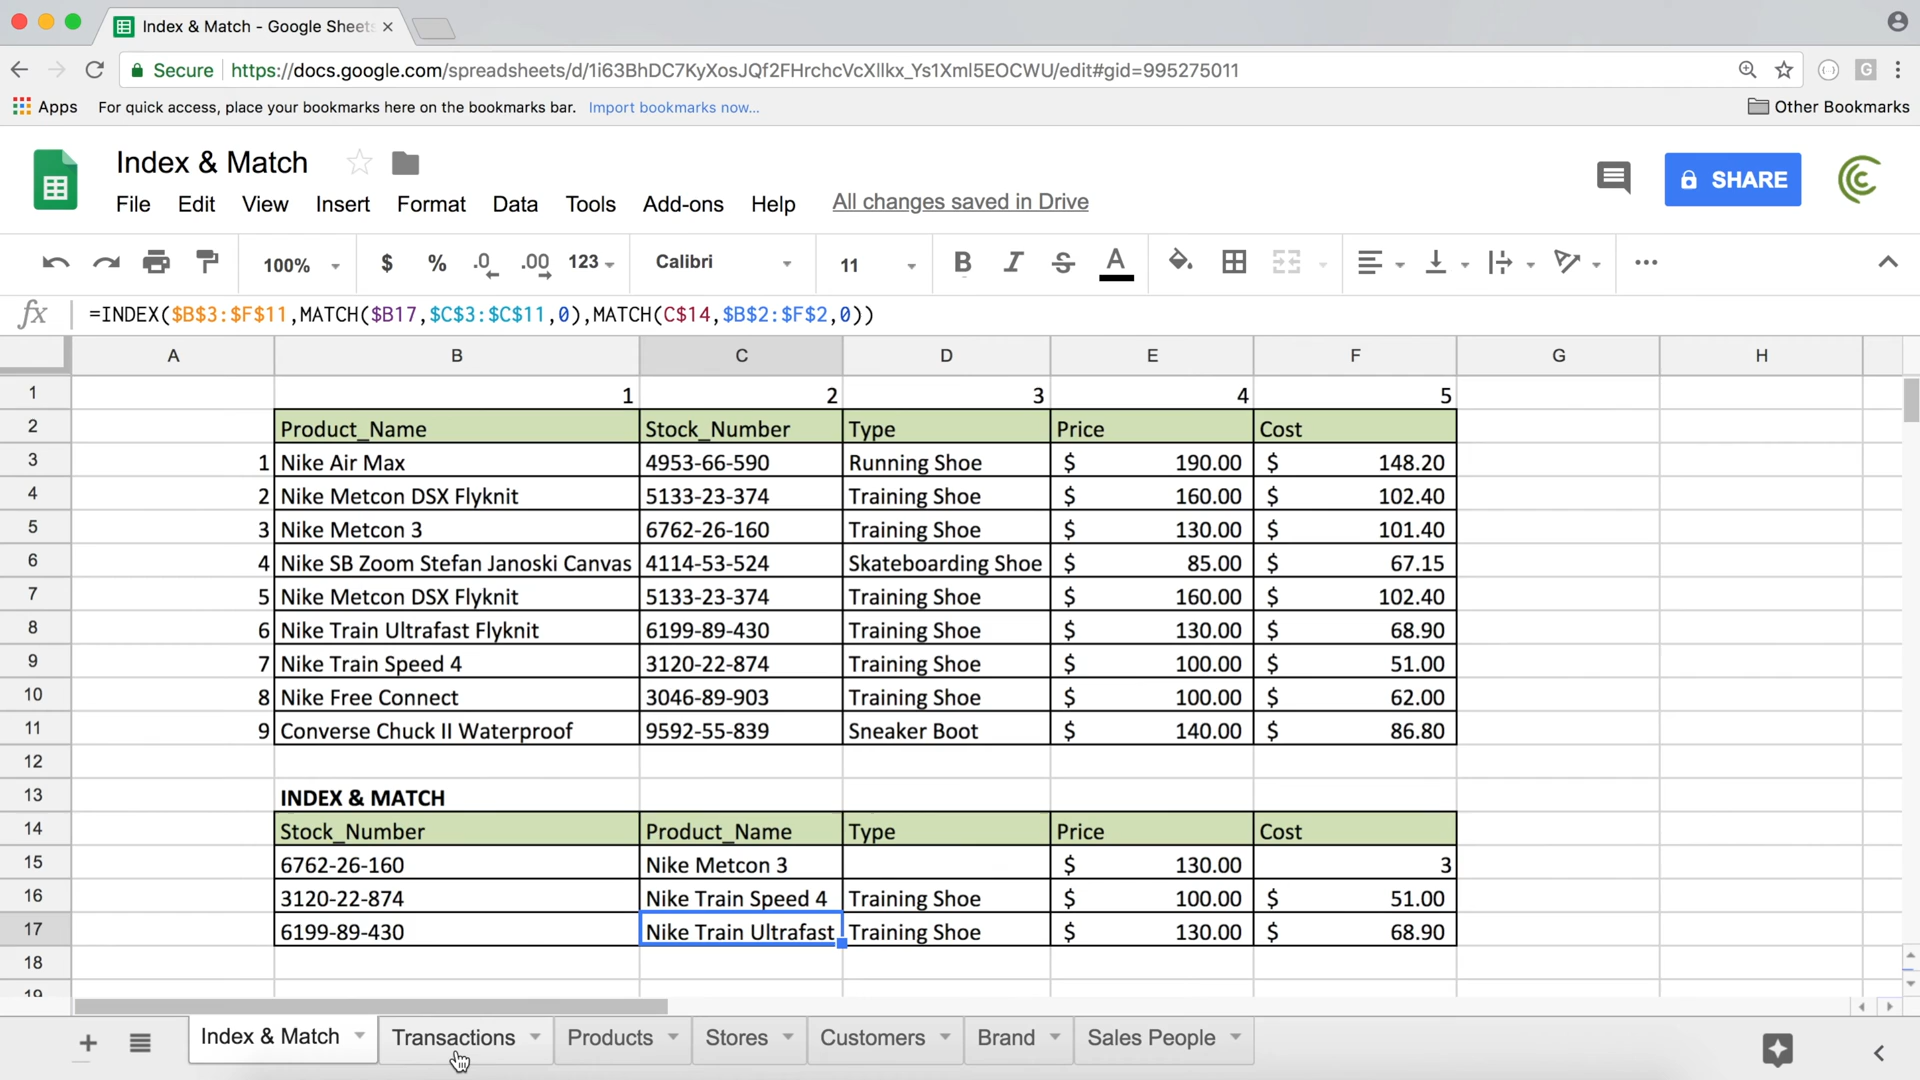 Index & Match - Google Sheets
Secure https://docs.google.com/spreadsheets/d/1i63BhDC7KyXosJQf2FHrchcVcXllkx_Ys1Xml5EOCWU/edit#gid=995275011
Apps For quick access, place your bookmarks here on the bookmarks bar. Import bookmarks now... Other Bookmarks
Index & Match
SHARE
File Edit View Insert Format Data Tools Add-ons Help All changes saved in Drive
100% $ % .0 .00 123 Calibri 11 B I S A
fx =INDEX($B$3:$F$11,MATCH($B17,$C$3:$C$11,0),MATCH(C$14,$B$2:$F$2,0))
A B C D E F G H
1 1 2 3 4 5
2 Product_Name Stock_Number Type Price Cost
3 1 Nike Air Max 4953-66-590 Running Shoe $ 190.00 $ 148.20
4 2 Nike Metcon DSX Flyknit 5133-23-374 Training Shoe $ 160.00 $ 102.40
5 3 Nike Metcon 3 6762-26-160 Training Shoe $ 130.00 $ 101.40
6 4 Nike SB Zoom Stefan Janoski Canvas 4114-53-524 Skateboarding Shoe $ 85.00 $ 67.15
7 5 Nike Metcon DSX Flyknit 5133-23-374 Training Shoe $ 160.00 $ 102.40
8 6 Nike Train Ultrafast Flyknit 6199-89-430 Training Shoe $ 130.00 $ 68.90
9 7 Nike Train Speed 4 3120-22-874 Training Shoe $ 100.00 $ 51.00
10 8 Nike Free Connect 3046-89-903 Training Shoe $ 100.00 $ 62.00
11 9 Converse Chuck II Waterproof 9592-55-839 Sneaker Boot $ 140.00 $ 86.80
12
13 INDEX & MATCH
14 Stock_Number Product_Name Type Price Cost
15 6762-26-160 Nike Metcon 3 $ 130.00 3
16 3120-22-874 Nike Train Speed 4 Training Shoe $ 100.00 $ 51.00
17 6199-89-430 Nike Train Ultrafast Training Shoe $ 130.00 $ 68.90
18
19
Index & Match Transactions Products Stores Customers Brand Sales People